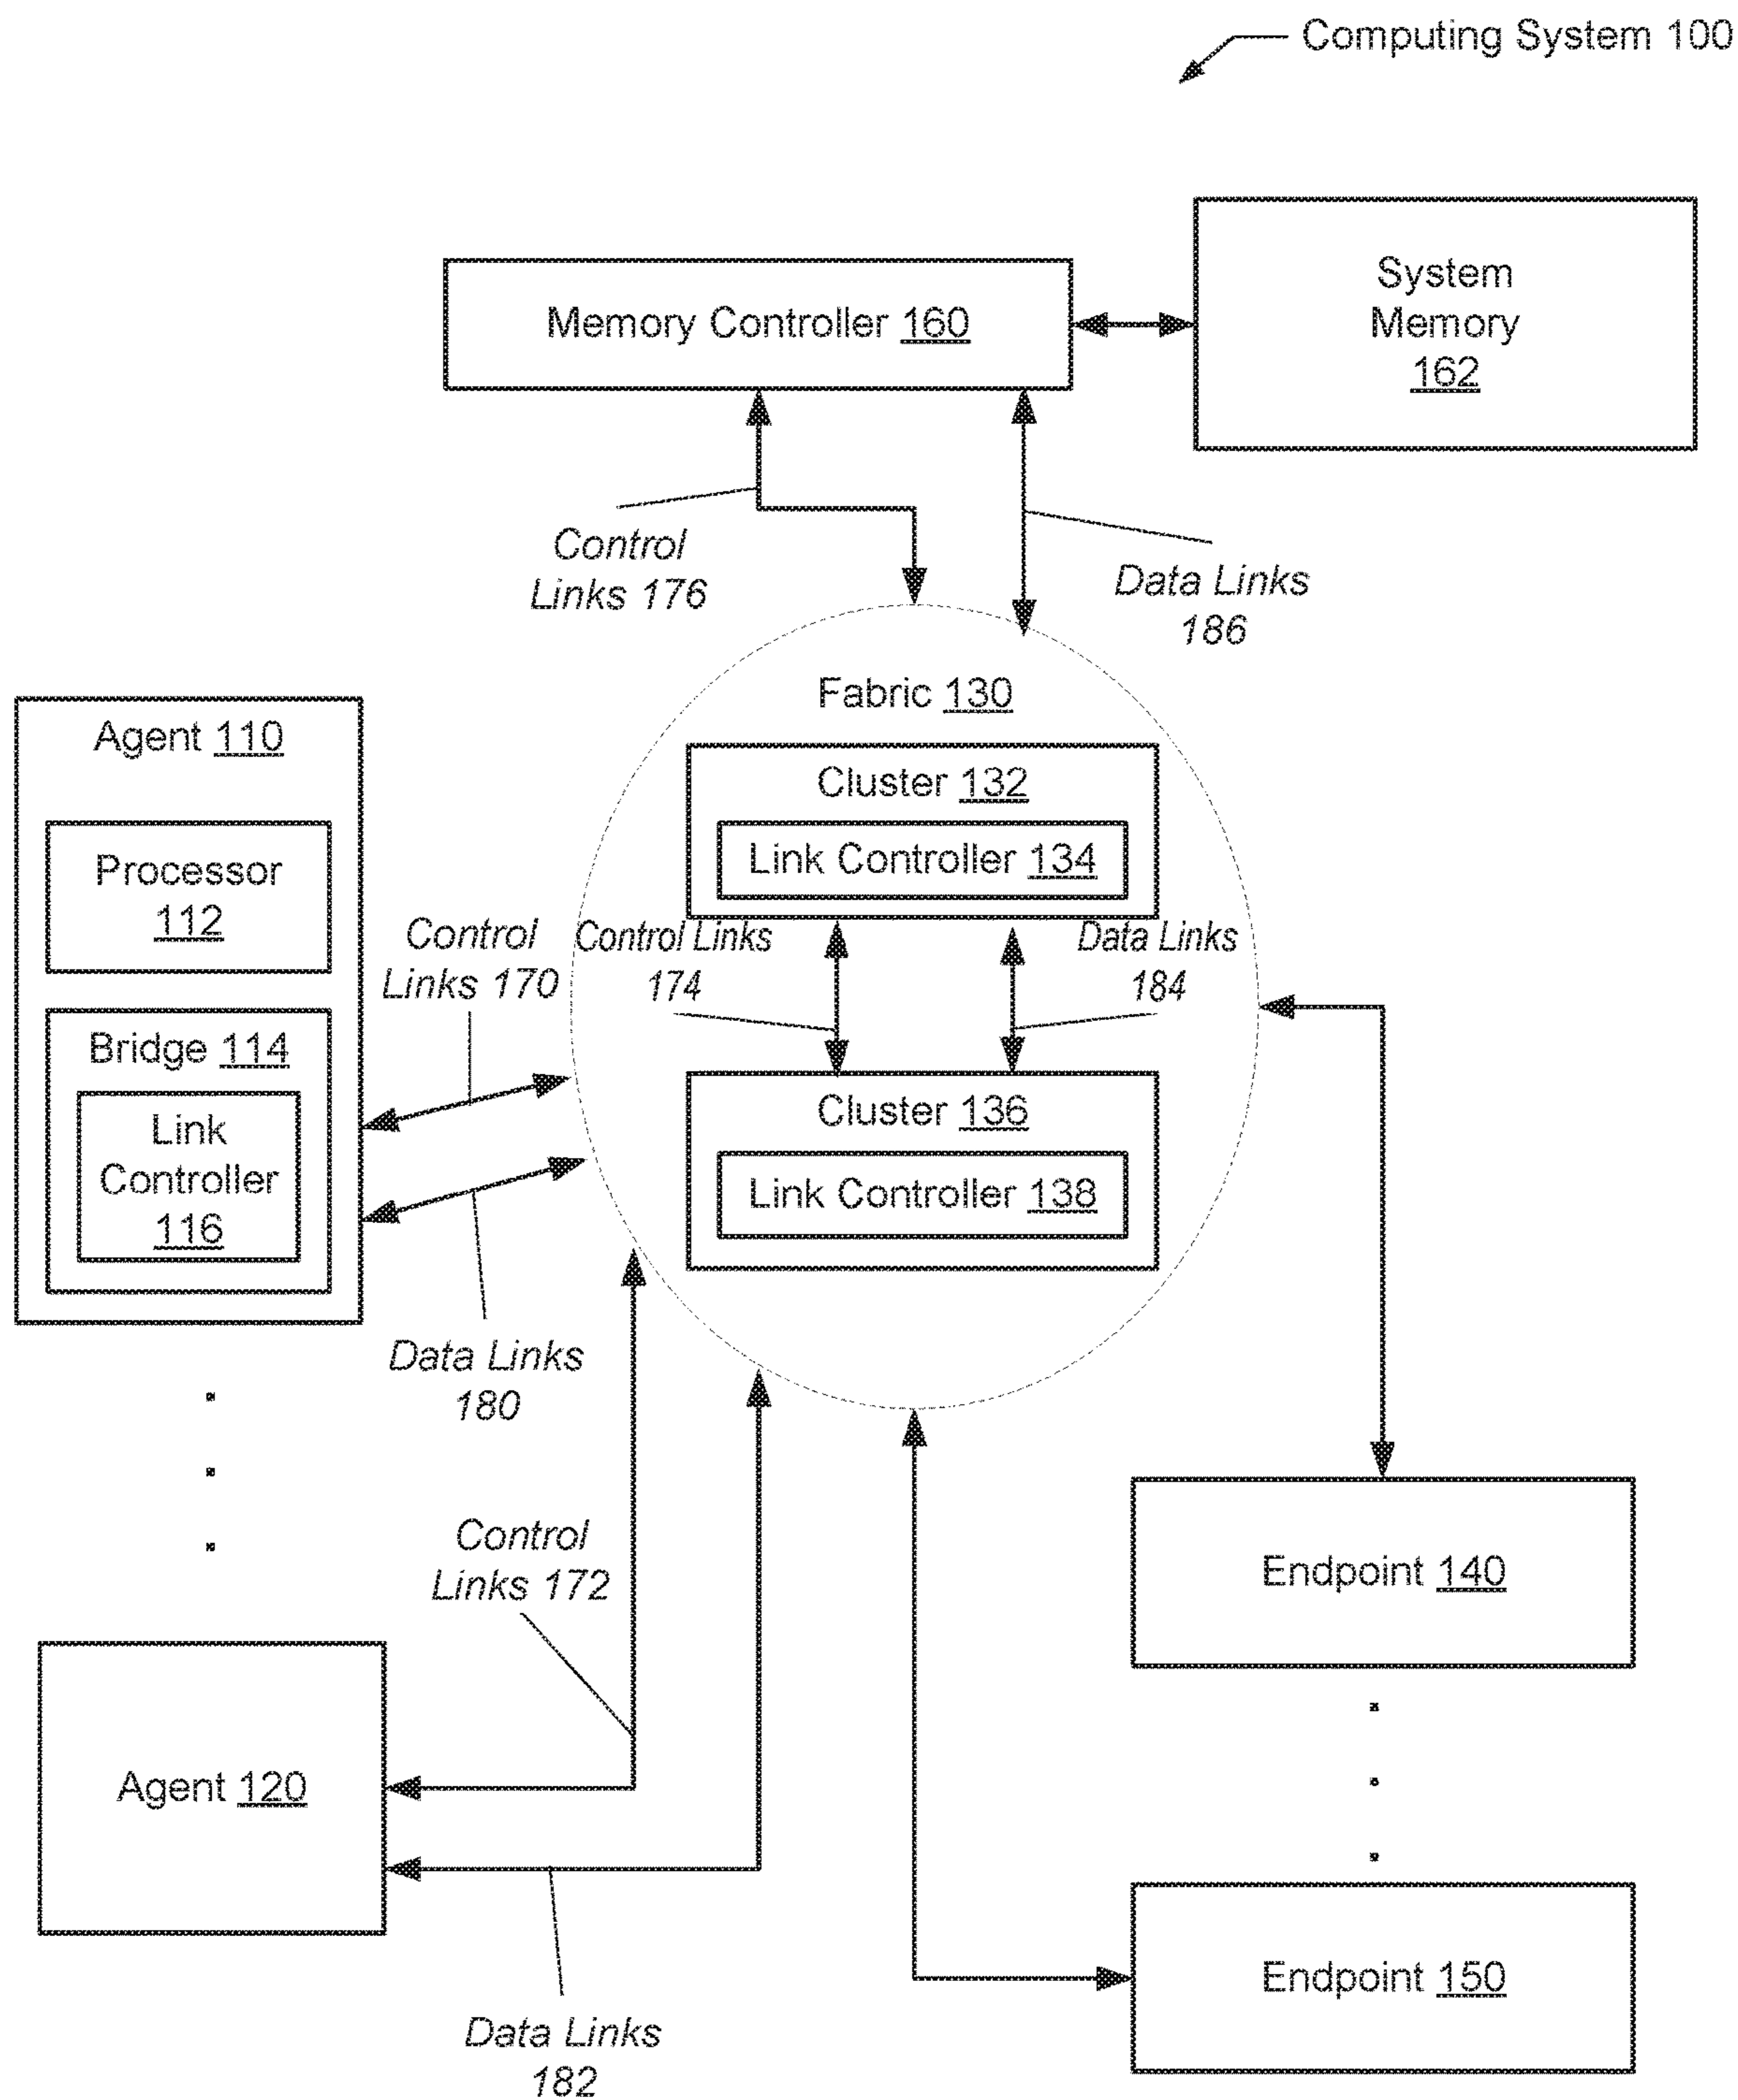 Computing System 100
System
Memory
162
Memory Controller 160
Control
Links 176
Data Links
186
Fabric 130
Agent 110
Cluster 132
Link Controller 134
Processor
112
Control
Links 170
Control Links
174
Data Links
184
Bridge 114
Link
Controller
116
Cluster 136
Link Controller 138
Data Links
180
Control
Links 172
Endpoint 140
Agent 120
Endpoint 150
Data Links
182